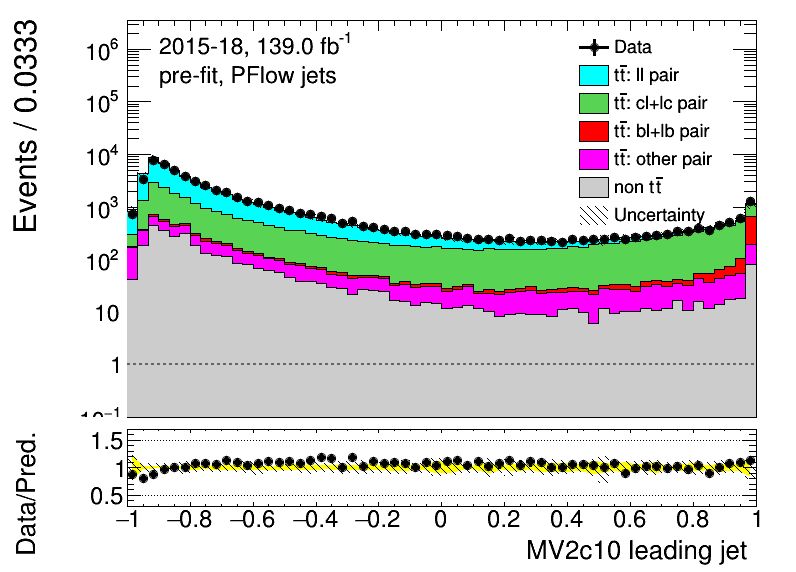 Events / 0.0333
10⁶
10⁵
10⁴
10³
10²
10
1
10⁻¹
2015-18, 139.0 fb⁻¹
pre-fit, PFlow jets
Data
tt̄: ll pair
tt̄: cl+lc pair
tt̄: bl+lb pair
tt̄: other pair
non tt̄
Uncertainty
Data/Pred.
1.5
1
0.5
−1 −0.8 −0.6 −0.4 −0.2 0 0.2 0.4 0.6 0.8 1
MV2c10 leading jet